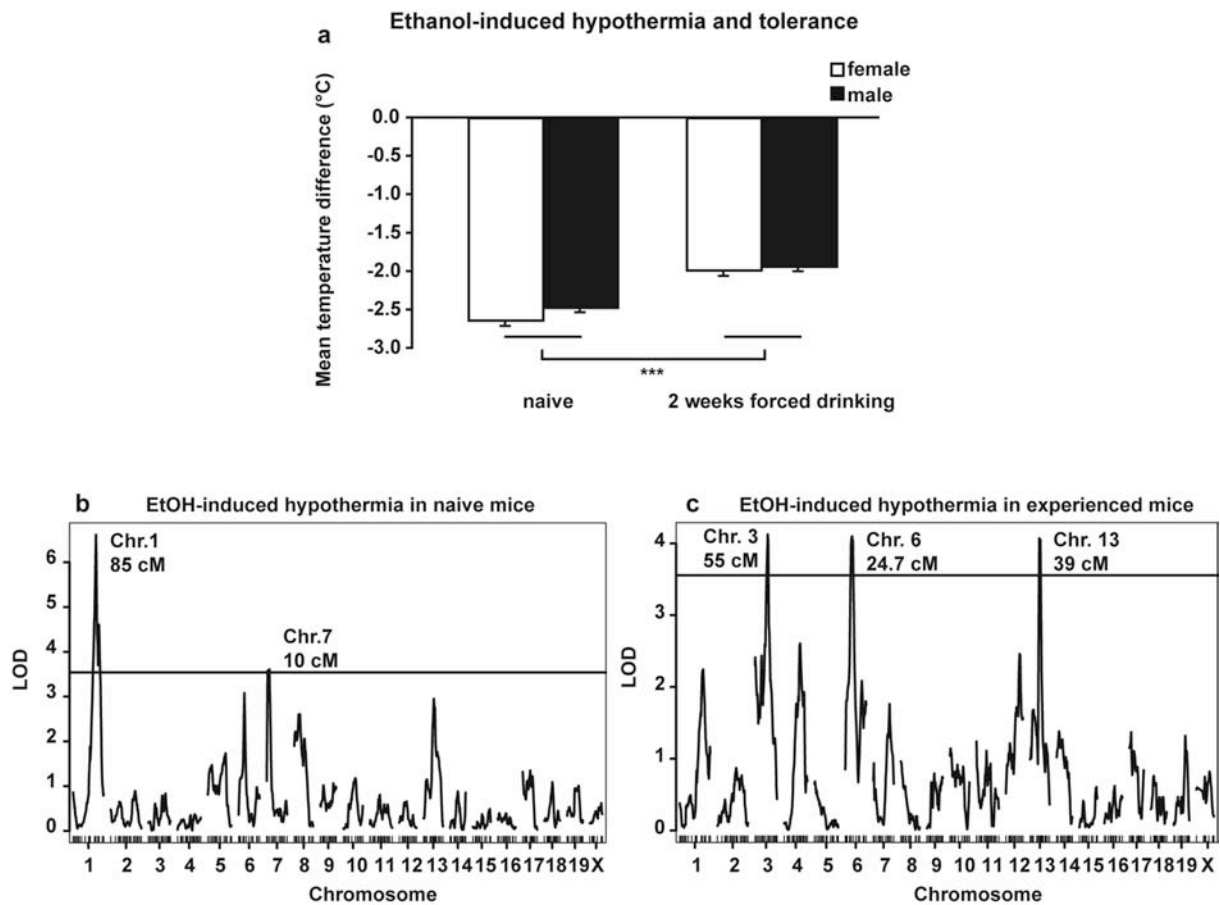 Ethanol-induced hypothermia and tolerance
a
female
male
Mean temperature difference (°C)
0.0
-0.5
-1.0
-1.5
-2.0
-2.5
-3.0
***
naive
2 weeks forced drinking
b
EtOH-induced hypothermia in naive mice
LOD
6
5
4
3
2
1
0
Chr.1
85 cM
Chr.7
10 cM
1 2 3 4 5 6 7 8 9 10 11 12 13 14 15 16 17 18 19 X
Chromosome
c
EtOH-induced hypothermia in experienced mice
LOD
4
3
2
1
0
Chr. 3
55 cM
Chr. 6
24.7 cM
Chr. 13
39 cM
1 2 3 4 5 6 7 8 9 10 11 12 13 14 15 16 17 18 19 X
Chromosome